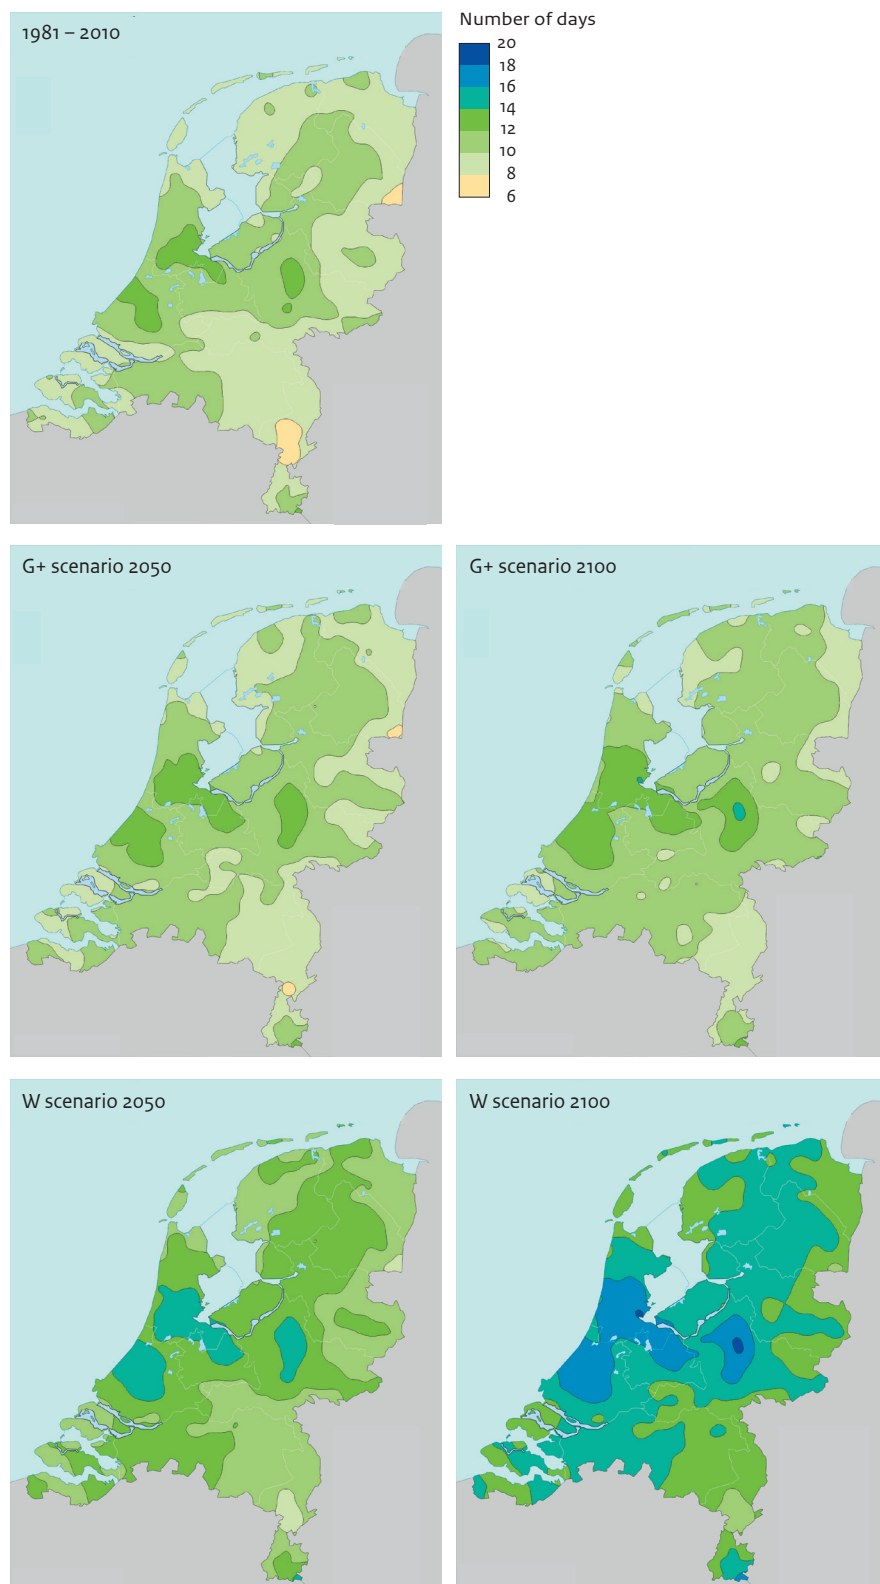 1981 – 2010
Number of days
20
18
16
14
12
10
8
6
G+ scenario 2050
G+ scenario 2100
W scenario 2050
W scenario 2100